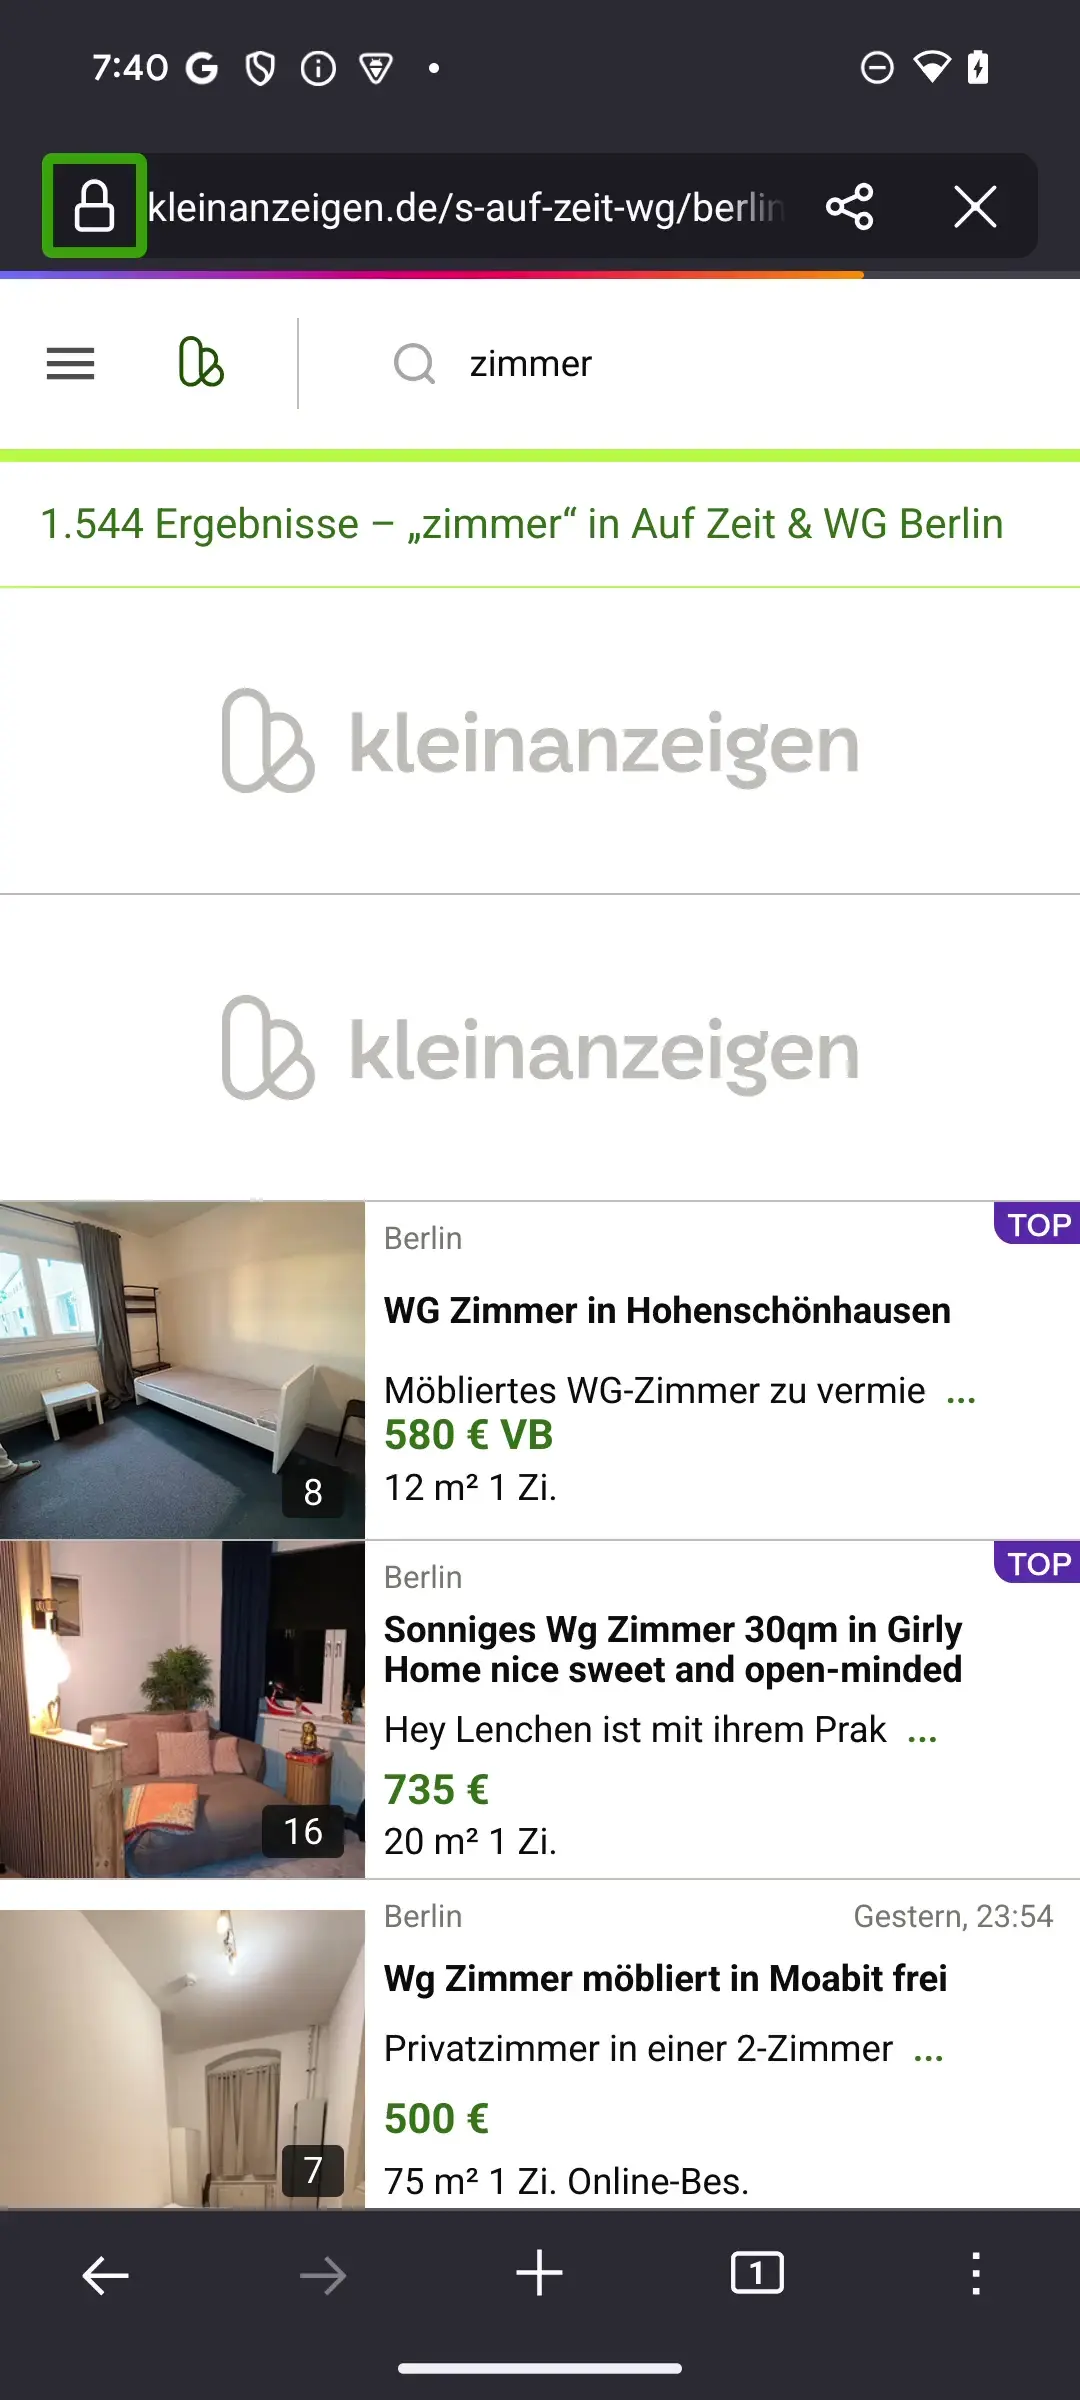 7:40
kleinanzeigen.de/s-auf-zeit-wg/berlin
zimmer
1.544 Ergebnisse – „zimmer“ in Auf Zeit & WG Berlin
kleinanzeigen
kleinanzeigen
Berlin
TOP
WG Zimmer in Hohenschönhausen
Möbliertes WG-Zimmer zu vermie ...
580 € VB
12 m² 1 Zi.
8
Berlin
TOP
Sonniges Wg Zimmer 30qm in Girly
Home nice sweet and open-minded
Hey Lenchen ist mit ihrem Prak ...
735 €
20 m² 1 Zi.
16
Berlin
Gestern, 23:54
Wg Zimmer möbliert in Moabit frei
Privatzimmer in einer 2-Zimmer ...
500 €
75 m² 1 Zi. Online-Bes.
7
1